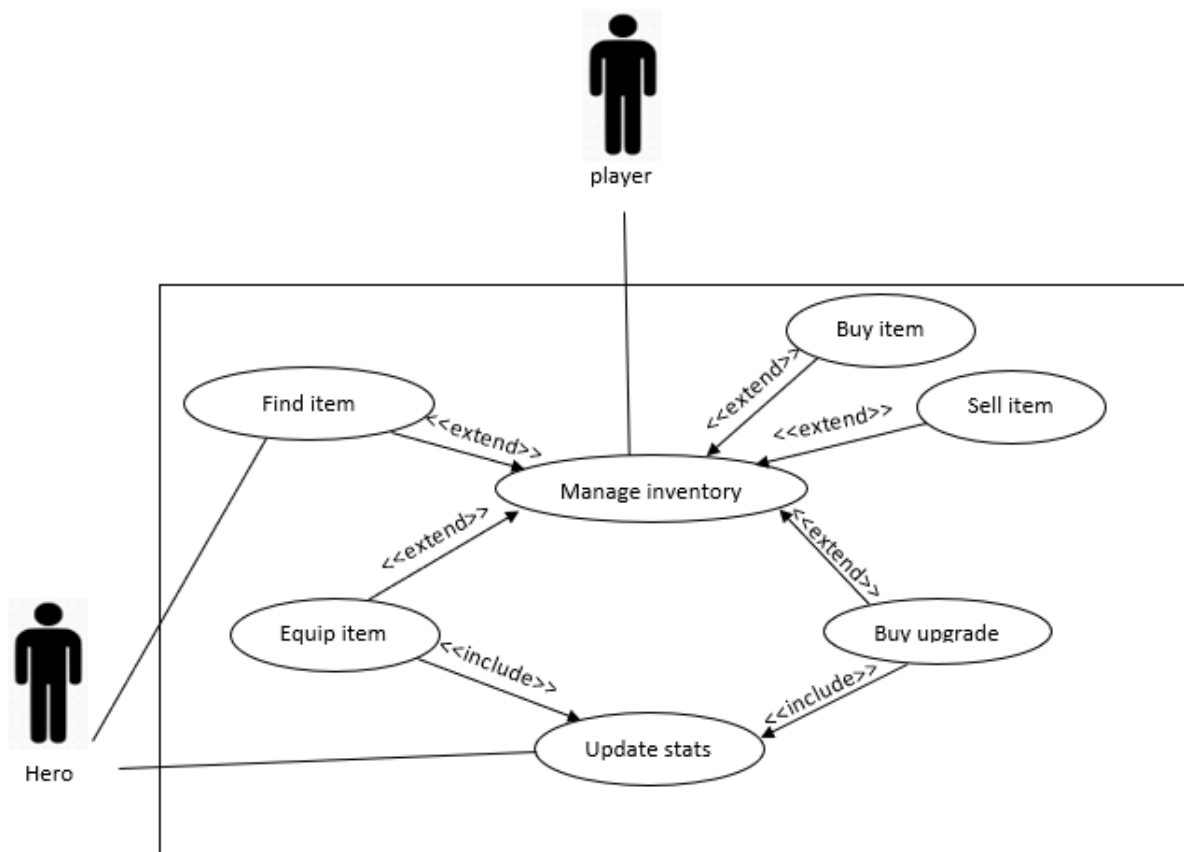 player
Buy item
<<extend>>
Find item
<<extend>>
<<extend>>
Sell item
Manage inventory
<<extend>>
<<extend>>
Equip item
Buy upgrade
<<include>>
<<include>>
Update stats
Hero